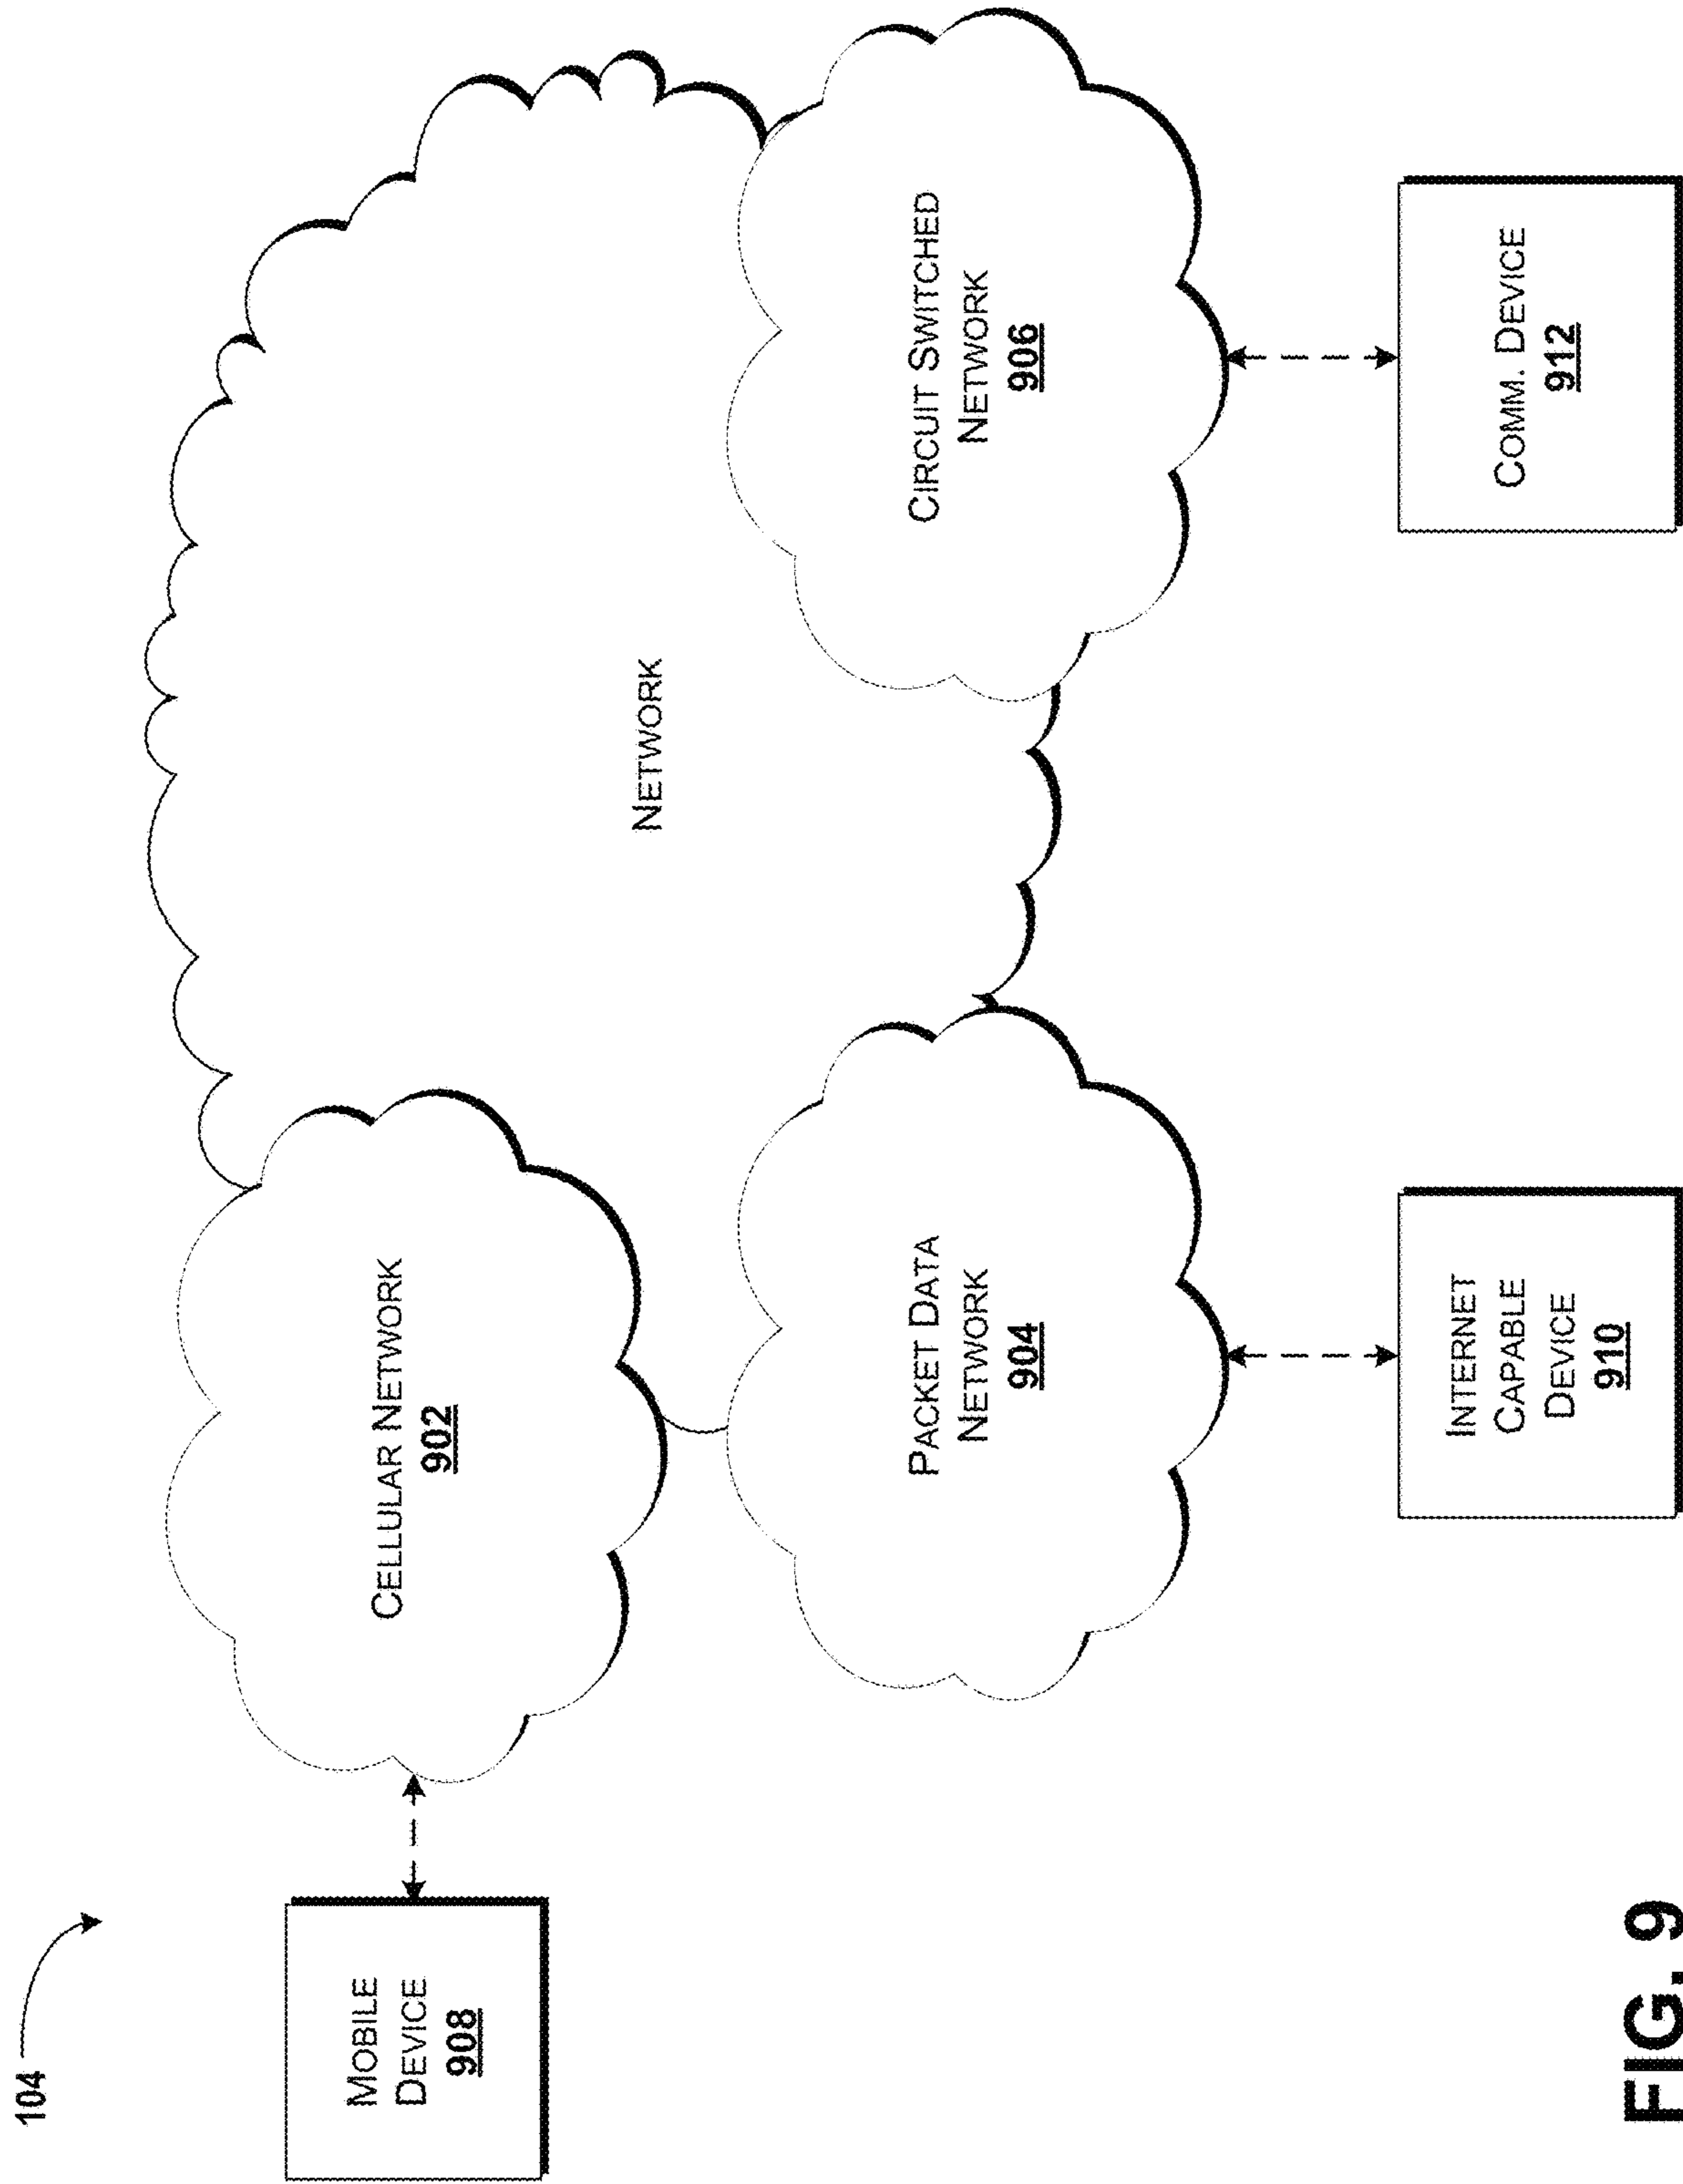 104
MOBILE
DEVICE
908
CELLULAR NETWORK
902
NETWORK
PACKET DATA
NETWORK
904
CIRCUIT SWITCHED
NETWORK
906
INTERNET
CAPABLE
DEVICE
910
COMM. DEVICE
912
FIG. 9